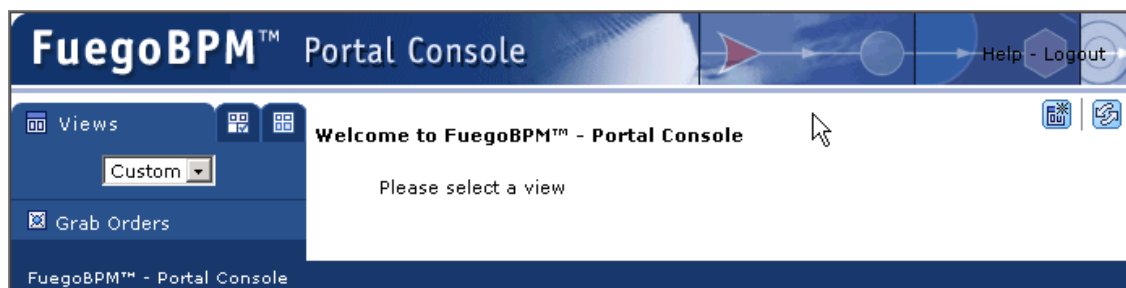 FuegoBPM™ Portal Console
Help - Logout
Views
Custom
Welcome to FuegoBPM™ - Portal Console
Please select a view
Grab Orders
FuegoBPM™ - Portal Console